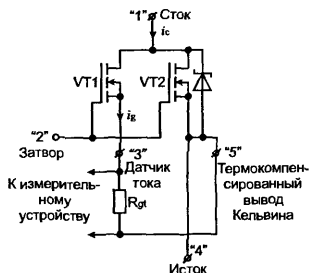 "1" Сток
iс
VT1
VT2
ig
"2"
Затвор
"3"
"5"
К измеритель-
ному
устройству
Датчик
тока
Rgt
Термокомпен-
сированный
вывод
Кельвина
"4"
Исток